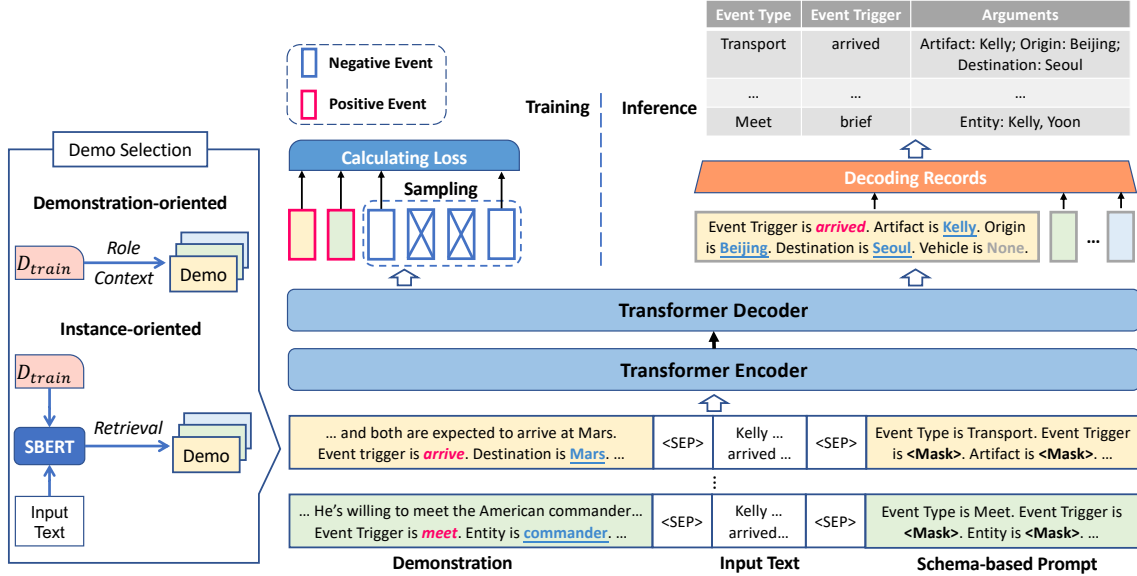 Demo Selection
Demonstration-oriented
D_train
Role
Context
Demo
Instance-oriented
D_train
SBERT
Retrieval
Demo
Input
Text
Negative Event
Positive Event
Training
Inference
Calculating Loss
Sampling
Event Type Event Trigger Arguments
Transport arrived Artifact: Kelly; Origin: Beijing;
Destination: Seoul
... ... ...
Meet brief Entity: Kelly, Yoon
Decoding Records
Event Trigger is arrived. Artifact is Kelly. Origin
is Beijing. Destination is Seoul. Vehicle is None.
...
Transformer Decoder
Transformer Encoder
... and both are expected to arrive at Mars.
Event trigger is arrive. Destination is Mars. ...
<SEP>
Kelly ...
arrived ...
<SEP>
Event Type is Transport. Event Trigger
is <Mask>. Artifact is <Mask>. ...
...
... He's willing to meet the American commander...
Event Trigger is meet. Entity is commander. ...
<SEP>
Kelly ...
arrived...
<SEP>
Event Type is Meet. Event Trigger is
<Mask>. Entity is <Mask>. ...
Demonstration
Input Text
Schema-based Prompt